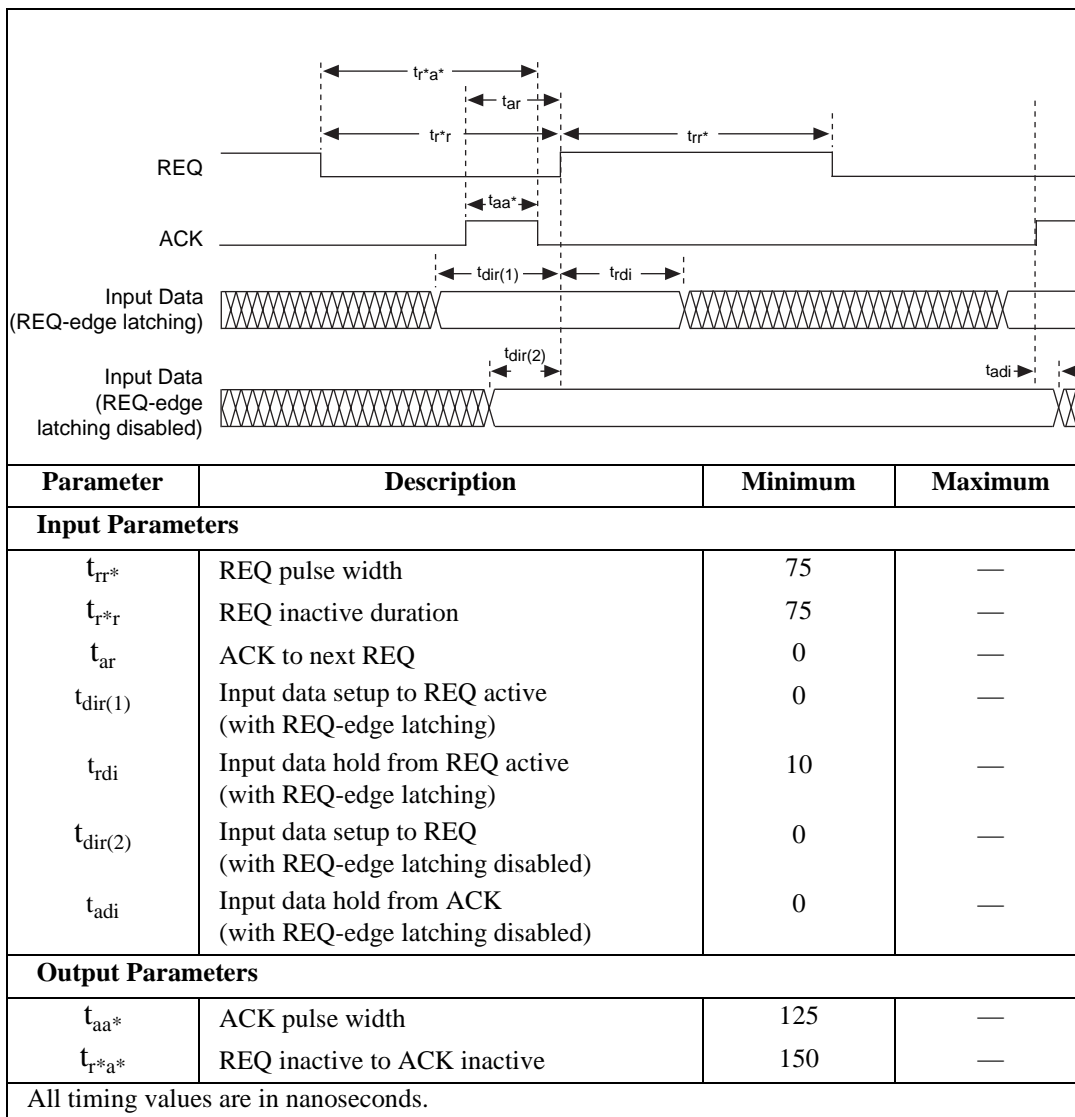 tr*a*
tar
tr*r trr*
REQ
taa*
ACK
tdir(1) trdi
Input Data
(REQ-edge latching)
tdir(2)
tadi
Input Data
(REQ-edge
latching disabled)
Parameter Description Minimum Maximum
Input Parameters
trr* REQ pulse width 75 —
tr*r REQ inactive duration 75 —
tar ACK to next REQ 0 —
tdir(1) Input data setup to REQ active 0 —
(with REQ-edge latching)
trdi Input data hold from REQ active 10 —
(with REQ-edge latching)
tdir(2) Input data setup to REQ 0 —
(with REQ-edge latching disabled)
tadi Input data hold from ACK 0 —
(with REQ-edge latching disabled)
Output Parameters
taa* ACK pulse width 125 —
tr*a* REQ inactive to ACK inactive 150 —
All timing values are in nanoseconds.